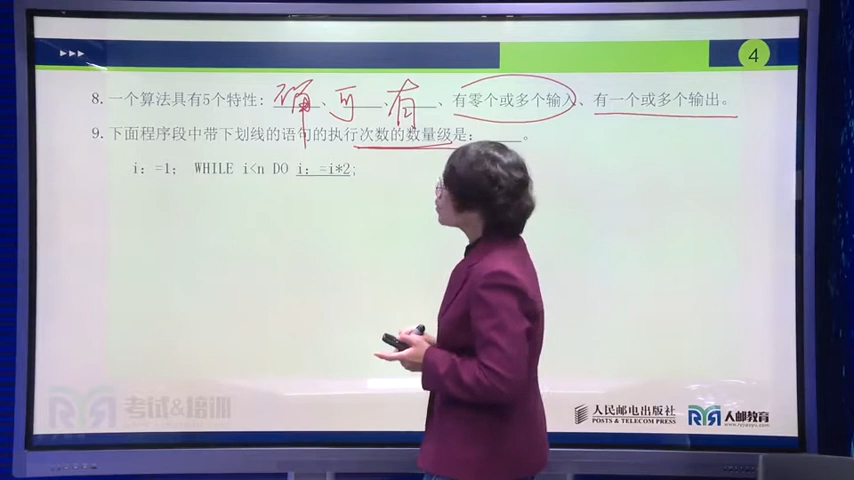 4
8. 一个算法具有5个特性：确、可、有、有零个或多个输入、有一个或多个输出。
9. 下面程序段中带下划线的语句的执行次数的数量级是：______。
i：=1； WHILE i<n DO i：=i*2;
考试&培训
人民邮电出版社
POSTS & TELECOM PRESS
人邮教育
www.ryjiaoyu.com